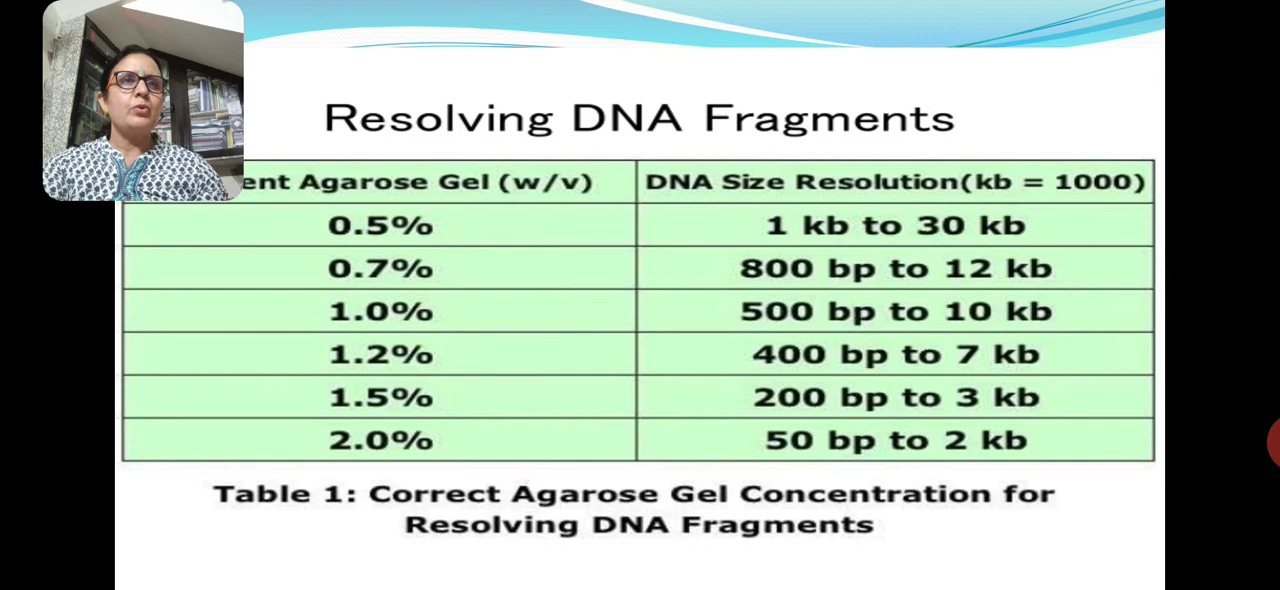 Resolving DNA Fragments
Agarose Gel (w/v) DNA Size Resolution(kb = 1000)
0.5% 1 kb to 30 kb
0.7% 800 bp to 12 kb
1.0% 500 bp to 10 kb
1.2% 400 bp to 7 kb
1.5% 200 bp to 3 kb
2.0% 50 bp to 2 kb
Table 1: Correct Agarose Gel Concentration for
Resolving DNA Fragments